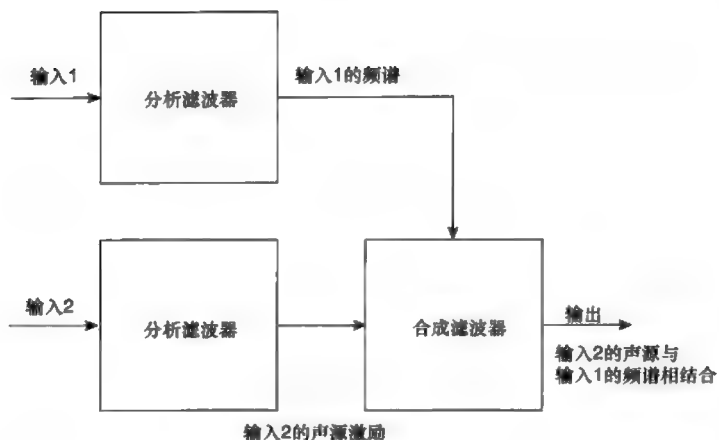 输入1
分析滤波器
输入1的频谱
输入2
分析滤波器
合成滤波器
输出
输入2的声源与
输入1的频谱相结合
输入2的声源激励